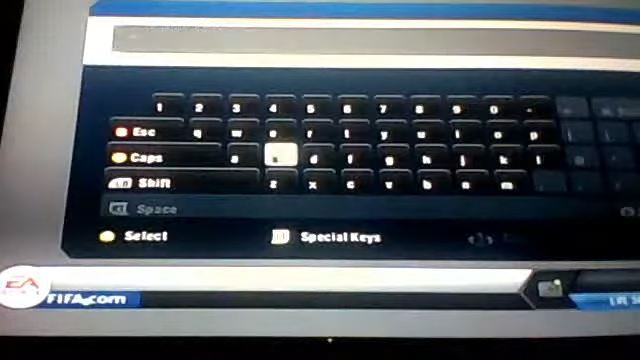 1 2 3 4 5 6 7 8 9 0 -
Esc q w e r t y u i o p
Caps a s d f g h j k l
Shift z x c v b n m
Space
Select Special Keys
EA
FIFA.com